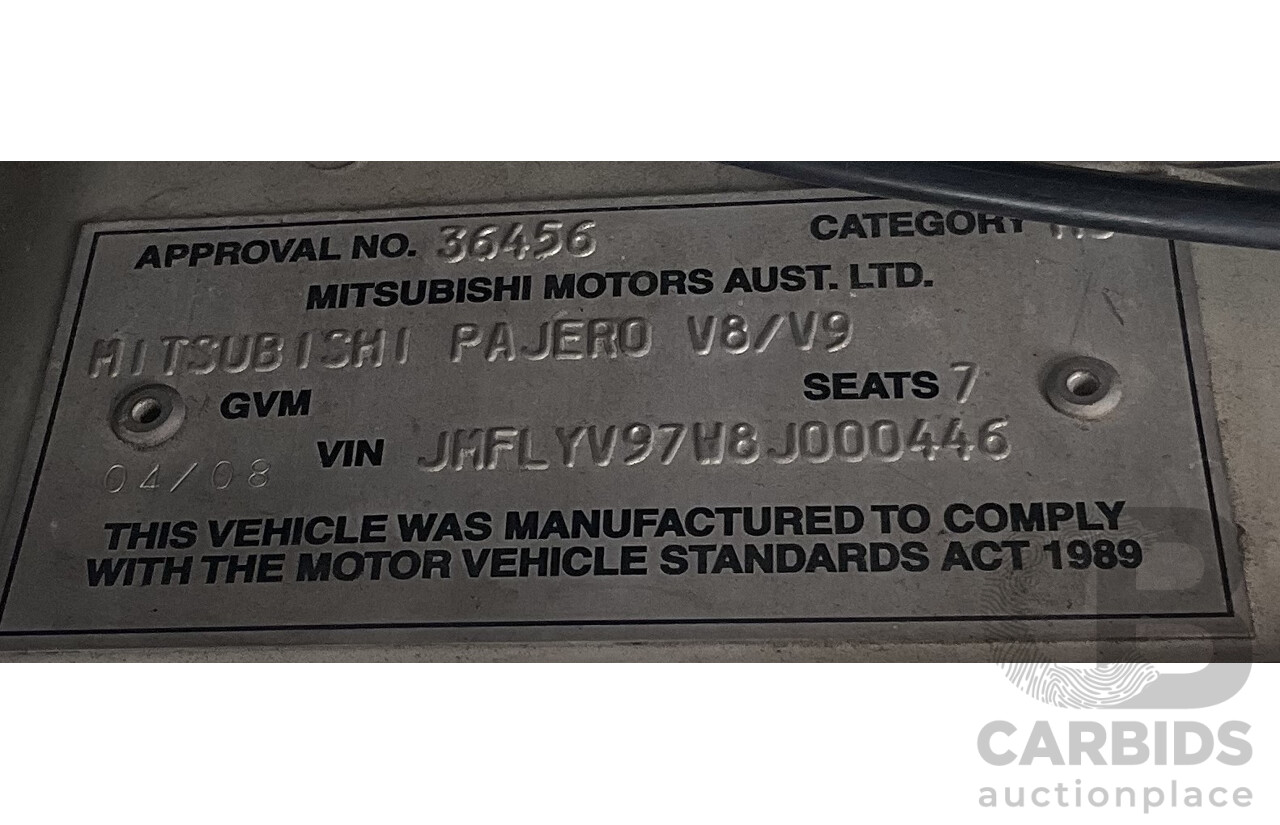 APPROVAL NO. 36456 CATEGORY
MITSUBISHI MOTORS AUST. LTD.
MITSUBISHI PAJERO V8/V9
GVM SEATS 7
VIN JMFLYV97W8J000446
04/08
THIS VEHICLE WAS MANUFACTURED TO COMPLY
WITH THE MOTOR VEHICLE STANDARDS ACT 1989
CARBIDS
auctionplace